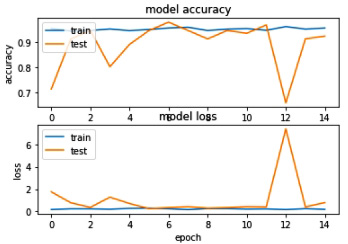 model accuracy
train
test
accuracy
0.9
0.8
0.7
0 2 4 6 8 10 12 14
model loss
train
test
loss
6
4
2
0
0 2 4 6 8 10 12 14
epoch